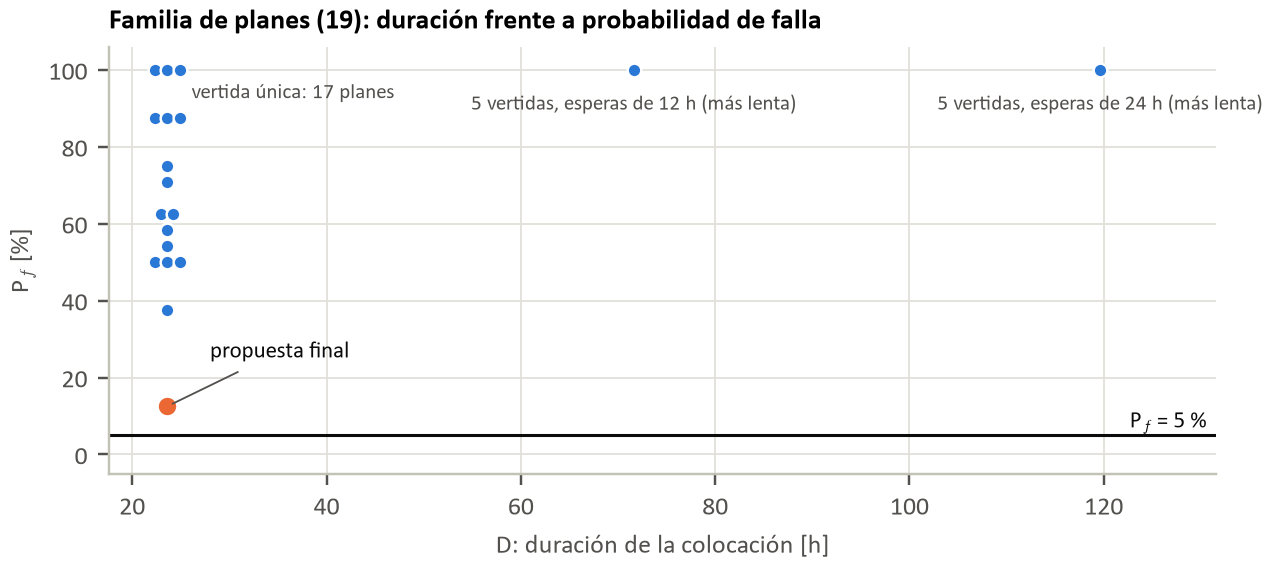 Familia de planes (19): duración frente a probabilidad de falla
P_f [%]
100
80
60
40
20
0
vertida única: 17 planes
5 vertidas, esperas de 12 h (más lenta)
5 vertidas, esperas de 24 h (más lenta)
propuesta final
P_f = 5 %
20 40 60 80 100 120
D: duración de la colocación [h]